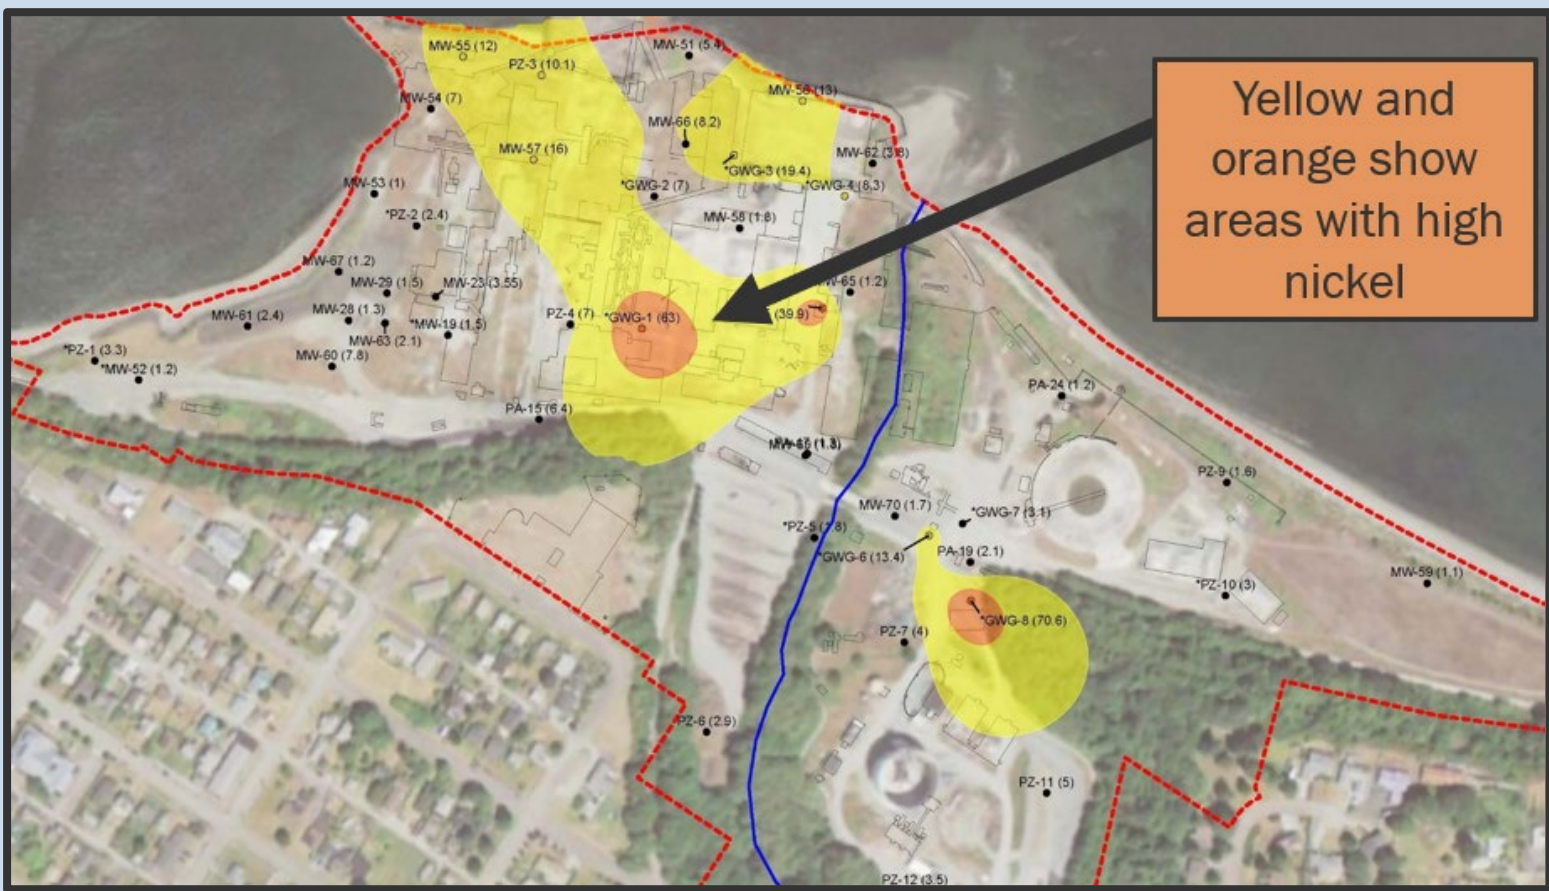 MW-55 (12)
MW-51 (5.4)
PZ-3 (10.1)
MW-56 (13)
MW-54 (7)
MW-66 (8.2)
MW-57 (16)
MW-62 (3.8)
*GWG-3 (19.4)
MW-53 (1)
*GWG-2 (7)
*GWG-4 (8.3)
*PZ-2 (2.4)
MW-58 (1.8)
MW-67 (1.2)
MW-29 (1.5)
MW-23 (3.55)
MW-65 (1.2)
MW-61 (2.4)
MW-28 (1.3)
*MW-19 (1.5)
PZ-4 (7)
*GWG-1 (63)
(39.9)
MW-63 (2.1)
*PZ-1 (3.3)
*MW-52 (1.2)
MW-60 (7.8)
PA-24 (1.2)
PA-15 (6.4)
PZ-9 (1.6)
MW-70 (1.7)
*GWG-7 (3.1)
*PZ-5 (1.8)
*GWG-6 (13.4)
PA-19 (2.1)
MW-59 (1.1)
*PZ-10 (3)
*GWG-8 (70.6)
PZ-7 (4)
PZ-6 (2.9)
PZ-11 (5)
PZ-12 (3.5)
Yellow and
orange show
areas with high
nickel